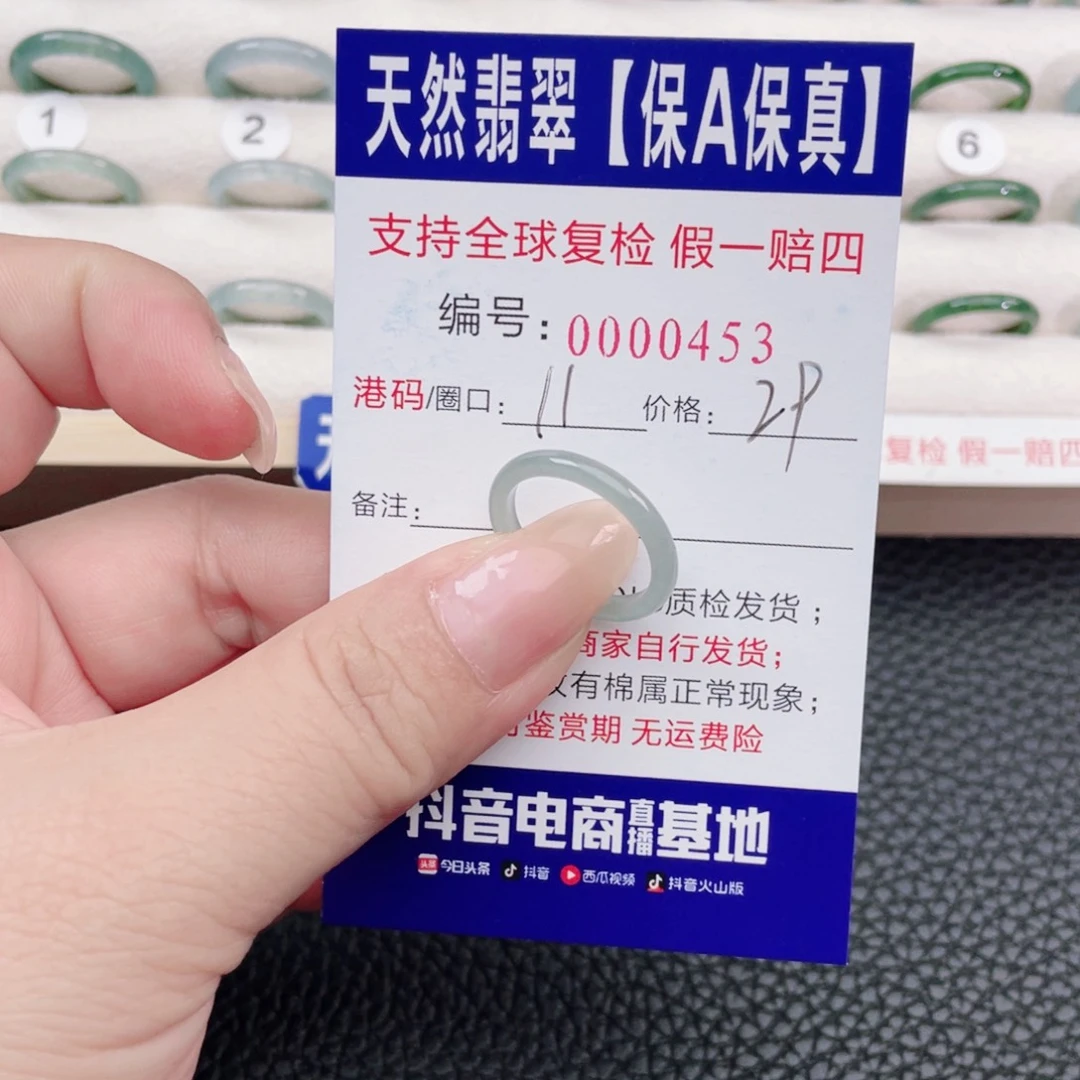 天然翡翠【保A保真】
支持全球复检 假一赔四
编号: 0000453
港码/圈口: 11 价格:
备注:
质检发货;
商家自行发货;
有棉属正常现象;
鉴赏期 无运费险
抖音电商直播基地
头条 今日头条 抖音 西瓜视频 抖音火山版
1
2
6
复检 假一赔四